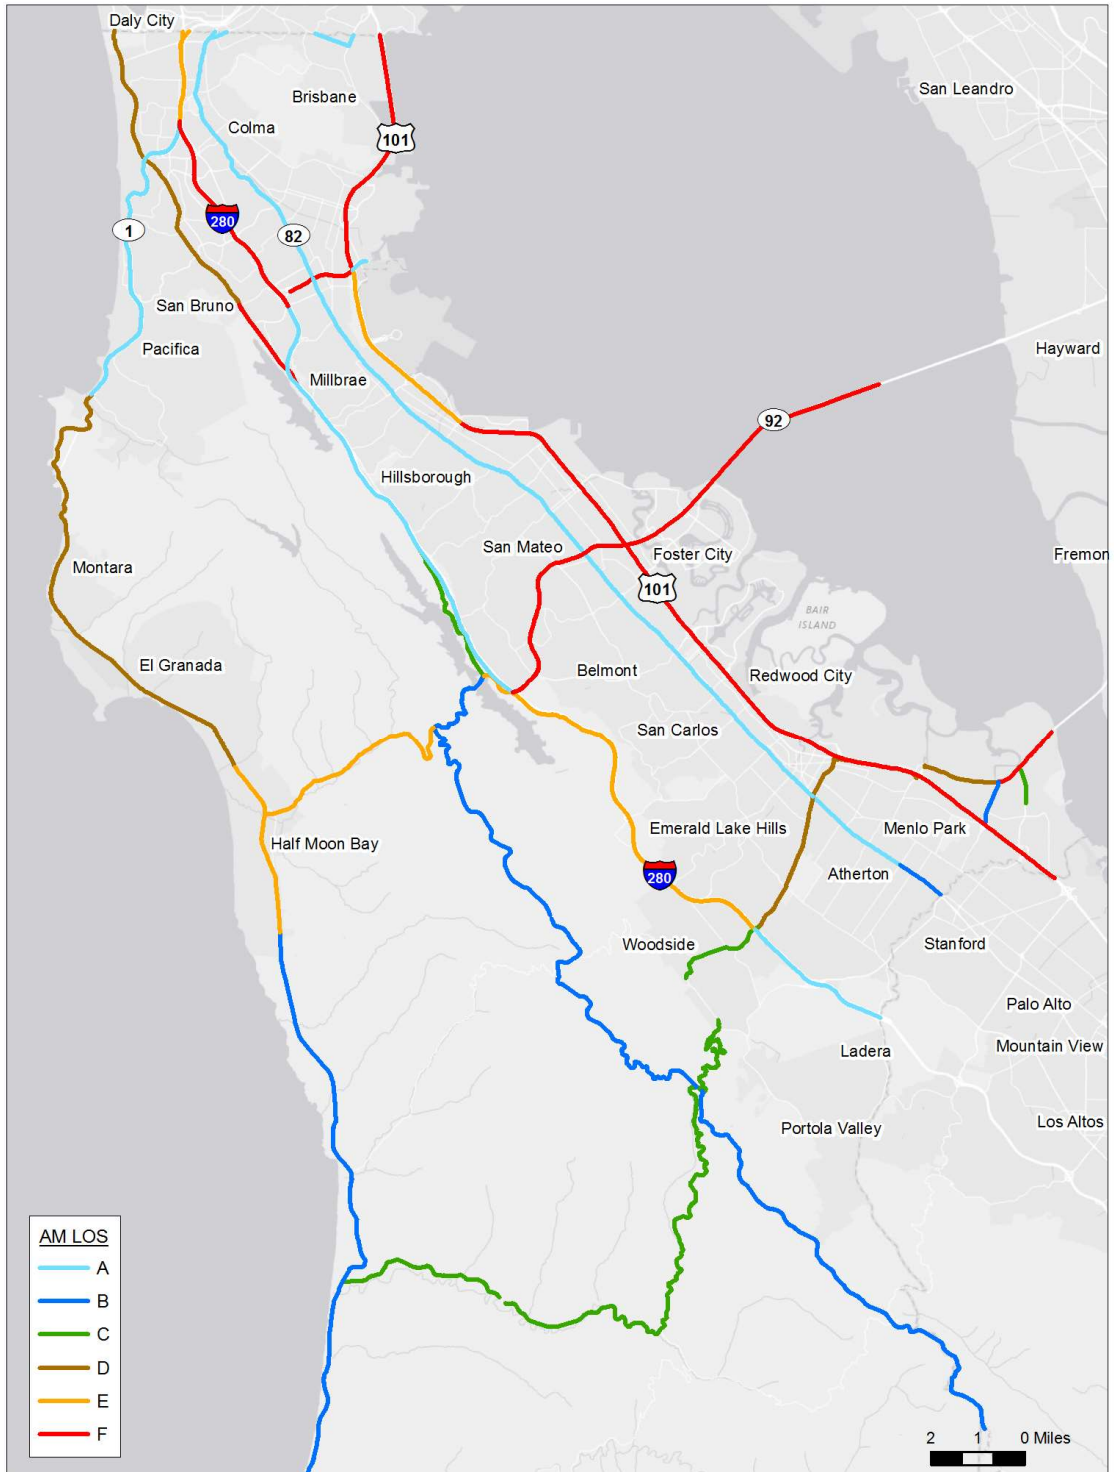 Daly City
San Leandro
Brisbane
Colma
101
280
1
82
San Bruno
Pacifica
Hayward
Millbrae
92
Hillsborough
San Mateo
Foster City
Fremon
Montara
101
BAIR
ISLAND
El Granada
Belmont
Redwood City
San Carlos
Half Moon Bay
Emerald Lake Hills
Menlo Park
280
Atherton
Woodside
Stanford
Palo Alto
Ladera
Mountain View
Portola Valley
Los Altos
AM LOS
A
B
C
D
E
F
2 1 0 Miles